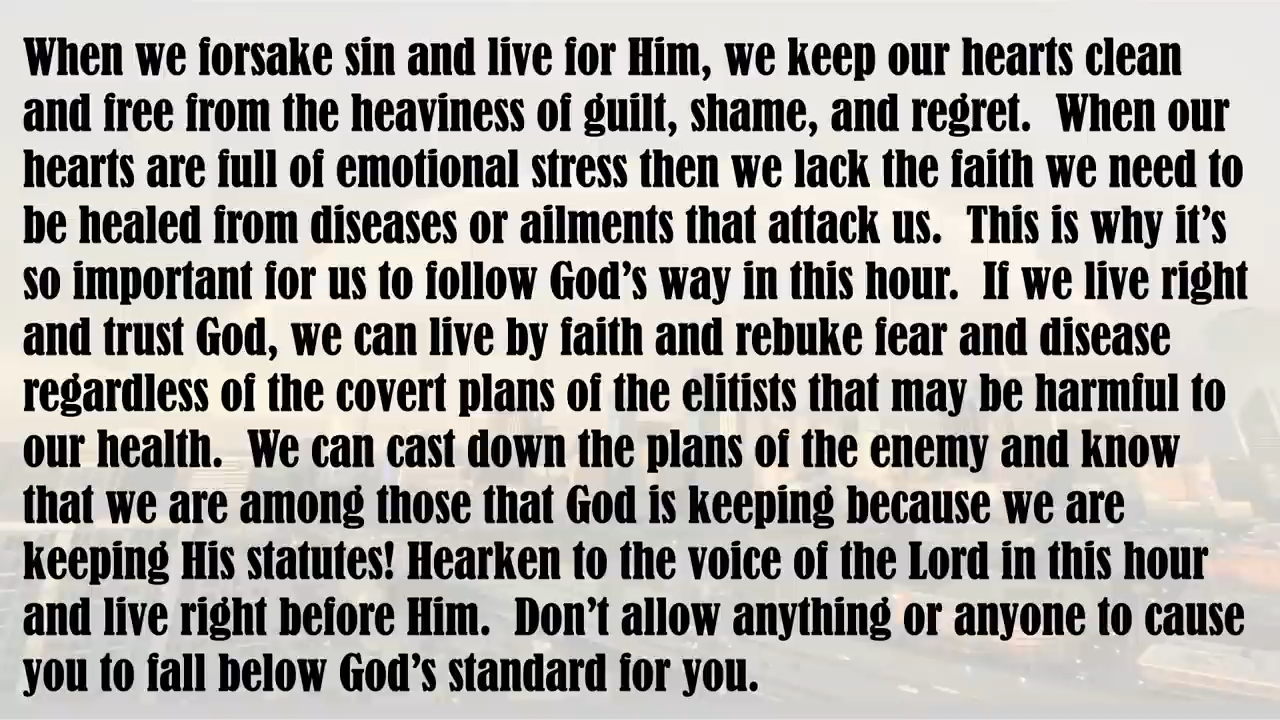 When we forsake sin and live for Him, we keep our hearts clean
and free from the heaviness of guilt, shame, and regret.  When our
hearts are full of emotional stress then we lack the faith we need to
be healed from diseases or ailments that attack us.  This is why it’s
so important for us to follow God’s way in this hour.  If we live right
and trust God, we can live by faith and rebuke fear and disease
regardless of the covert plans of the elitists that may be harmful to
our health.  We can cast down the plans of the enemy and know
that we are among those that God is keeping because we are
keeping His statutes! Hearken to the voice of the Lord in this hour
and live right before Him.  Don’t allow anything or anyone to cause
you to fall below God’s standard for you.